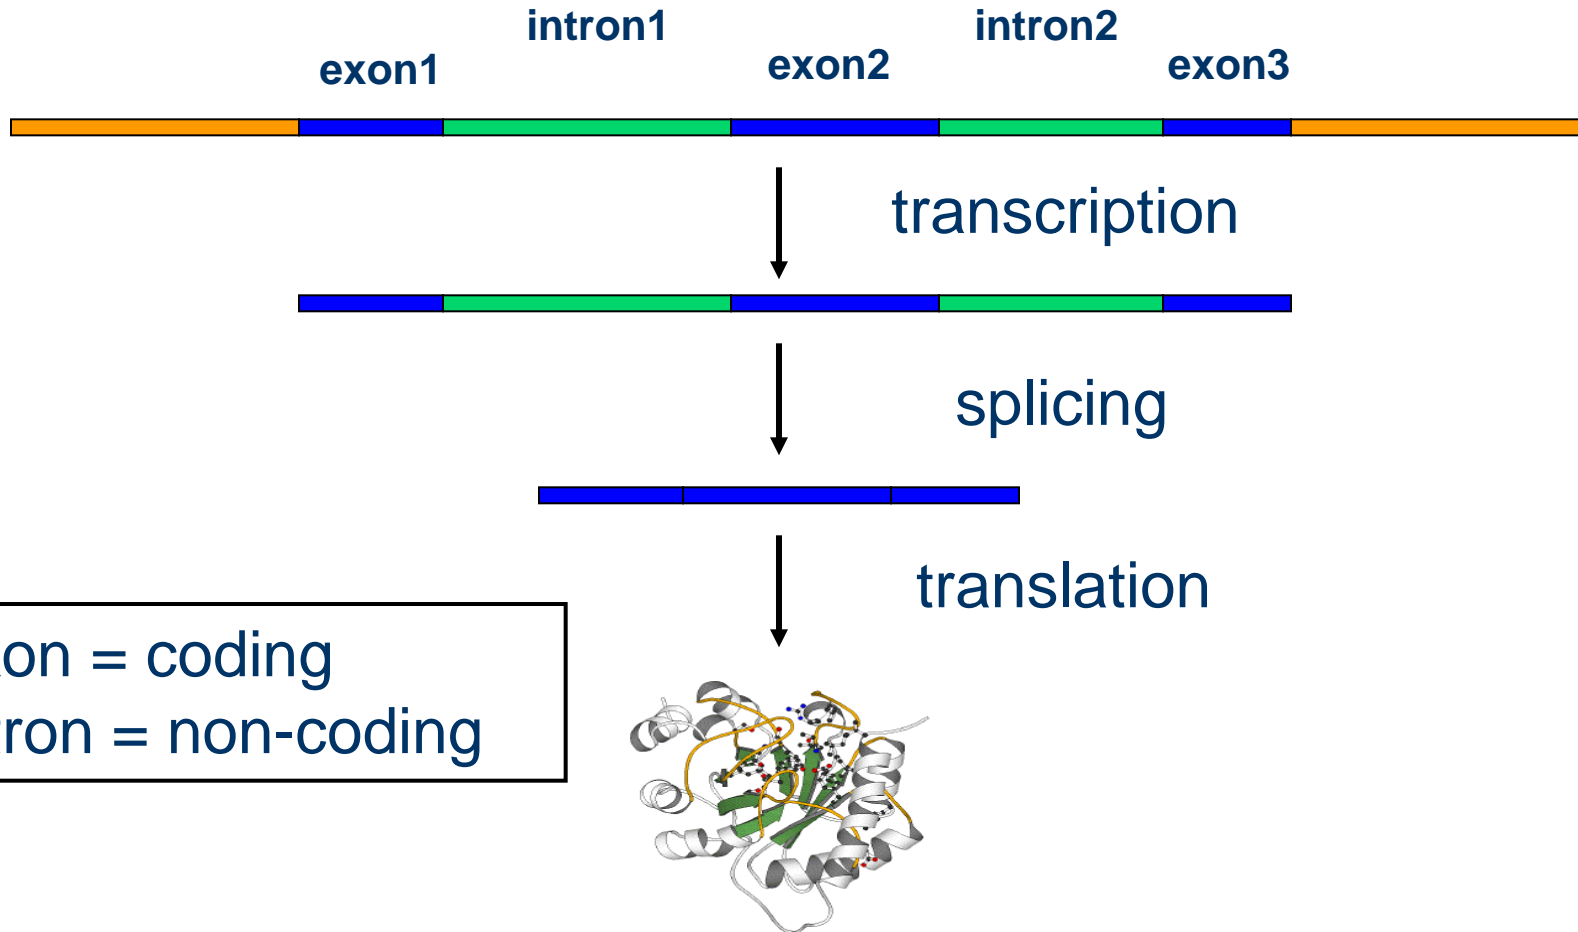 intron1 intron2
exon1 exon2 exon3
transcription
splicing
translation
on = coding
ron = non-coding